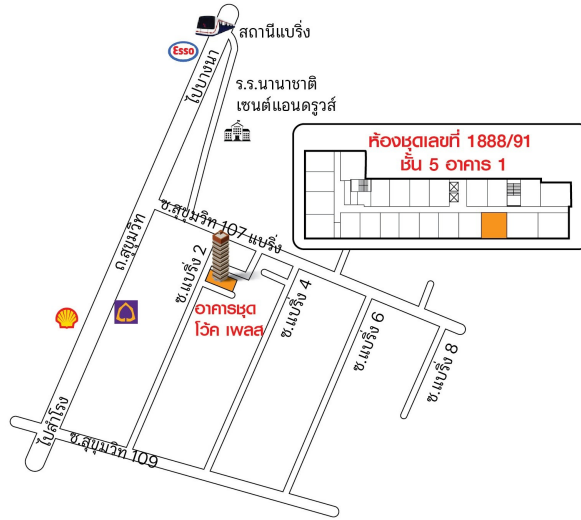 สถานีแบริ่ง
Esso
ไปบางนา
ร.ร.นานาชาติ
เซนต์แอนดรูวส์
ห้องชุดเลขที่ 1888/91
ชั้น 5 อาคาร 1
ถ.สุขุมวิท
ซ.สุขุมวิท 107 แบริ่ง
ซ.แบริ่ง 2
อาคารชุด
โว้ค เพลส
ซ.แบริ่ง 4
ซ.แบริ่ง 6
ซ.แบริ่ง 8
ไปสำโรง
ซ.สุขุมวิท 109